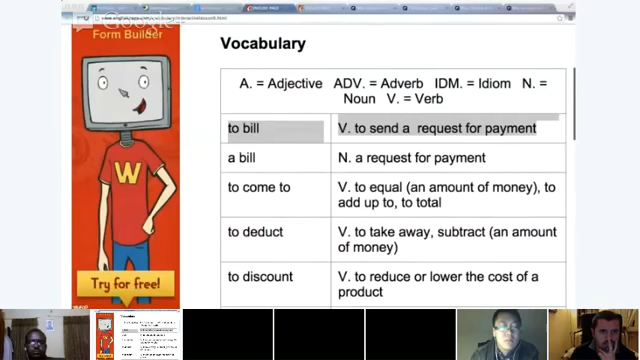 Google
Form Builder
W
Try for free!
Vocabulary
A. = Adjective ADV. = Adverb IDM. = Idiom N. =
Noun V. = Verb
to bill
V. to send a request for payment
a bill
N. a request for payment
to come to
V. to equal (an amount of money), to
add up to, to total
to deduct
V. to take away, subtract (an amount
of money)
to discount
V. to reduce or lower the cost of a
product